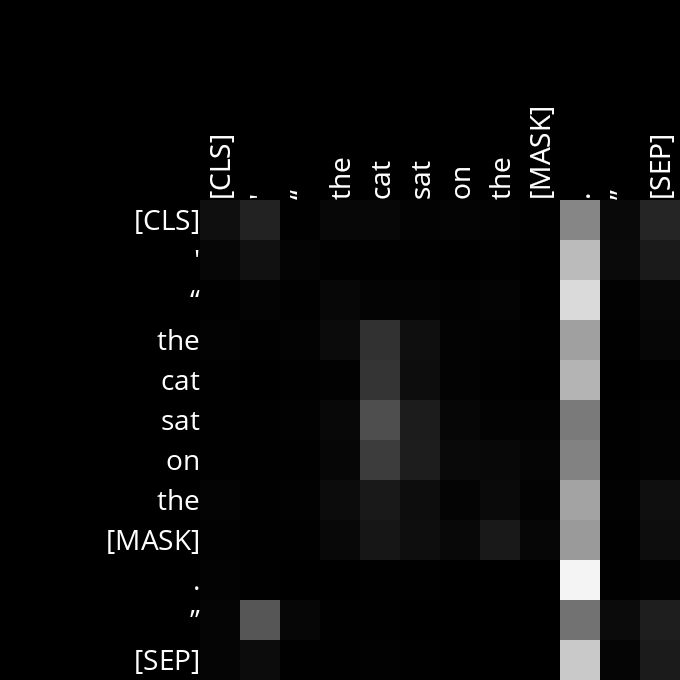 [CLS] ' “ the cat sat on the [MASK] . ” [SEP]
[CLS]
'
“
the
cat
sat
on
the
[MASK]
.
”
[SEP]